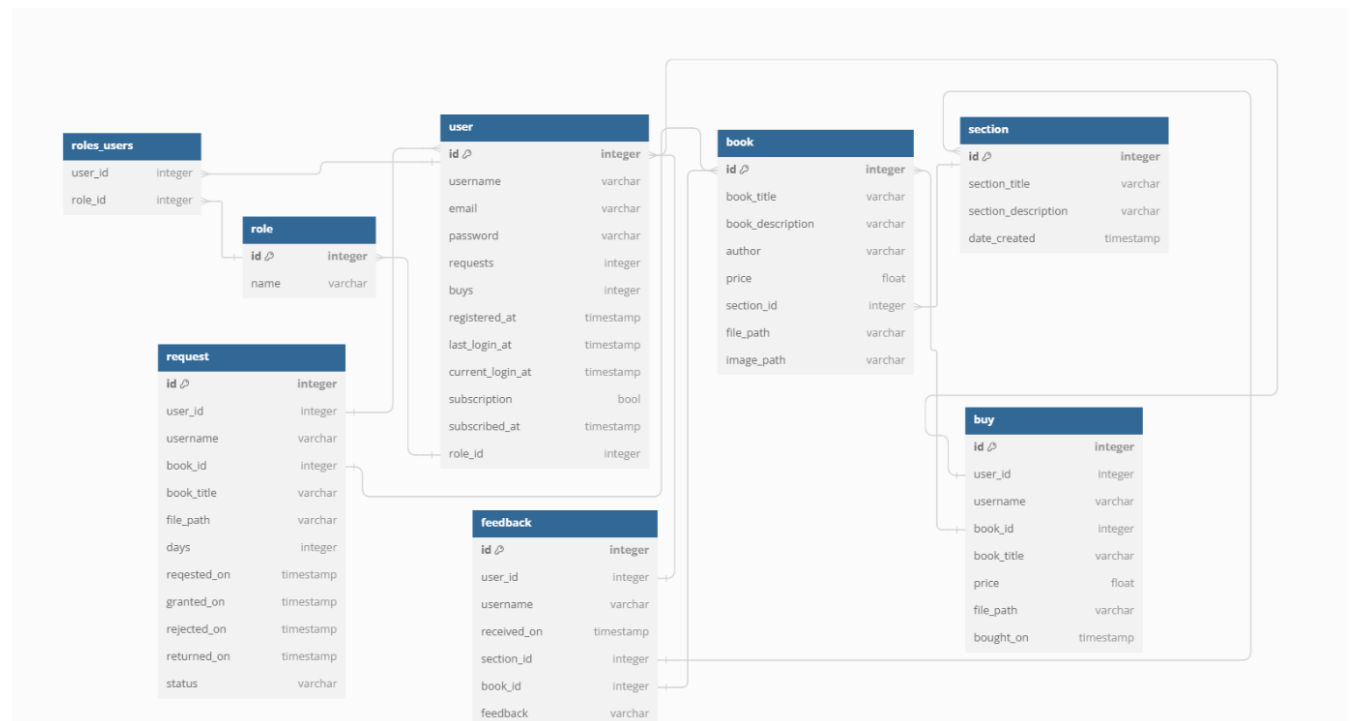 roles_users
user_id integer
role_id integer
role
id integer
name varchar
user
id integer
username varchar
email varchar
password varchar
requests integer
buys integer
registered_at timestamp
last_login_at timestamp
current_login_at timestamp
subscription bool
subscribed_at timestamp
role_id integer
book
id integer
book_title varchar
book_description varchar
author varchar
price float
section_id integer
file_path varchar
image_path varchar
section
id integer
section_title varchar
section_description varchar
date_created timestamp
request
id integer
user_id integer
username varchar
book_id integer
book_title varchar
file_path varchar
days integer
reqested_on timestamp
granted_on timestamp
rejected_on timestamp
returned_on timestamp
status varchar
feedback
id integer
user_id integer
username varchar
received_on timestamp
section_id integer
book_id integer
feedback varchar
buy
id integer
user_id integer
username varchar
book_id integer
book_title varchar
price float
file_path varchar
bought_on timestamp